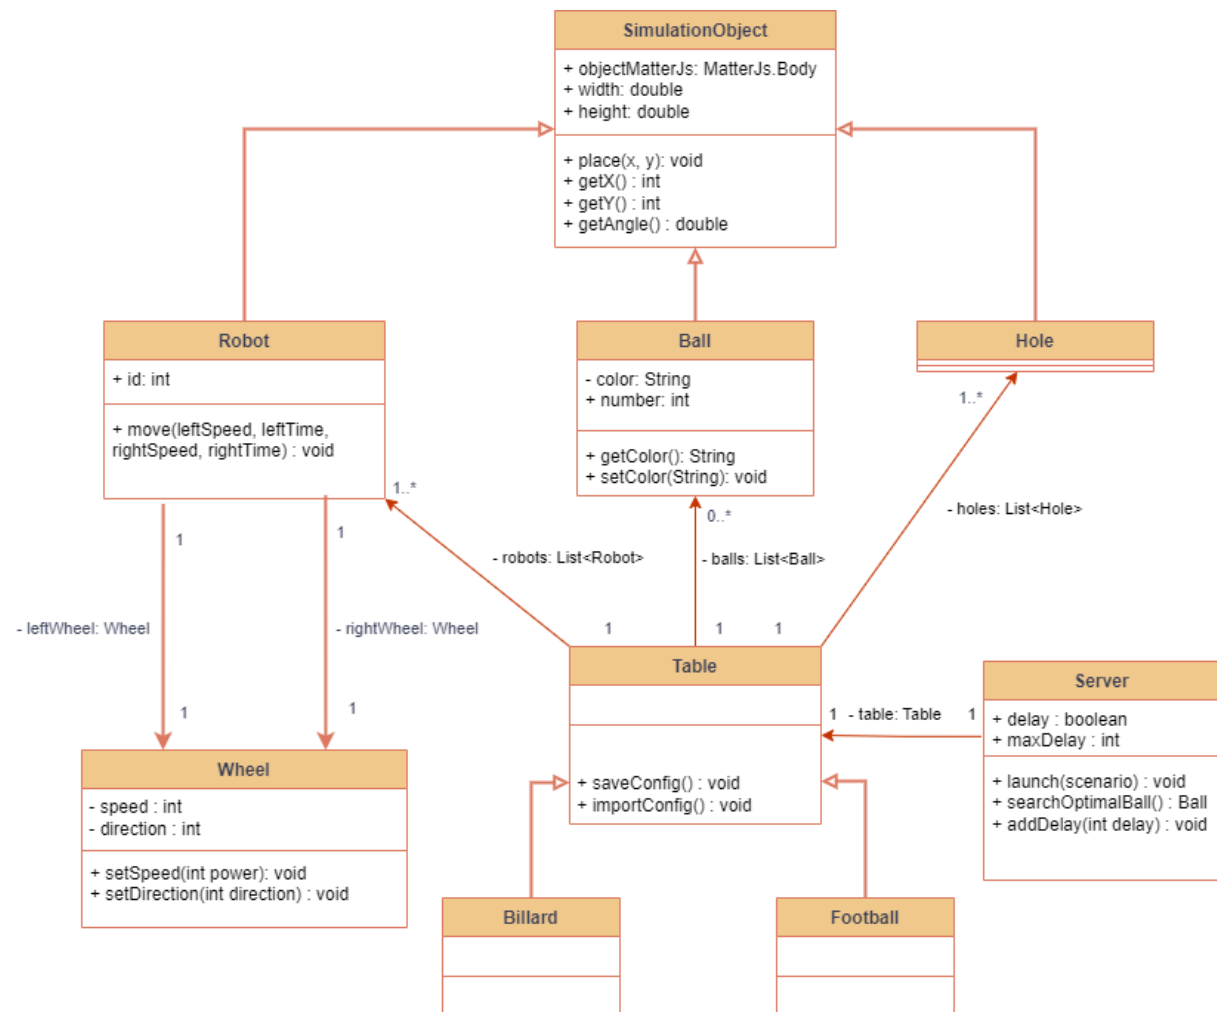 SimulationObject
+ objectMatterJs: MatterJs.Body
+ width: double
+ height: double
+ place(x, y): void
+ getX() : int
+ getY() : int
+ getAngle() : double
Robot
+ id: int
+ move(leftSpeed, leftTime,
rightSpeed, rightTime) : void
Ball
- color: String
+ number: int
+ getColor(): String
+ setColor(String): void
Hole
1..*
1..*
0..*
- holes: List<Hole>
1
1
- robots: List<Robot>
- balls: List<Ball>
- leftWheel: Wheel
- rightWheel: Wheel
1
1
1
1
1
Table
+ saveConfig() : void
+ importConfig() : void
1
- table: Table
1
Server
+ delay : boolean
+ maxDelay : int
+ launch(scenario) : void
+ searchOptimalBall() : Ball
+ addDelay(int delay) : void
Wheel
- speed : int
- direction : int
+ setSpeed(int power): void
+ setDirection(int direction) : void
Billard
Football